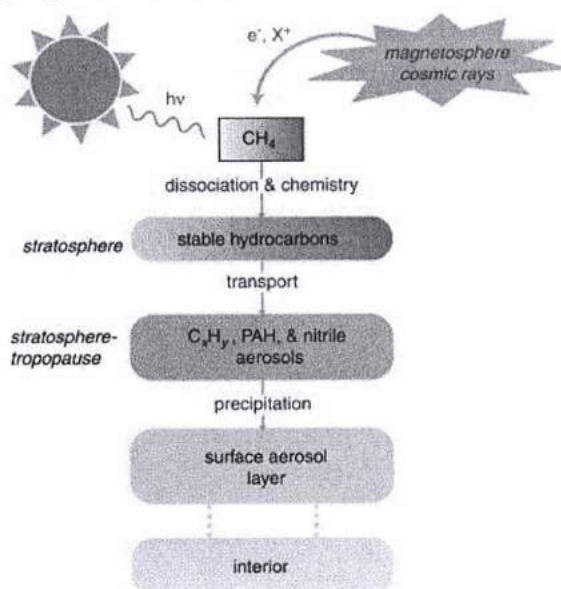 e⁻, X⁺
magnetosphere
cosmic rays
hν
CH₄
dissociation & chemistry
stratosphere
stable hydrocarbons
transport
stratosphere-
tropopause
CₓHᵧ, PAH, & nitrile
aerosols
precipitation
surface aerosol
layer
interior